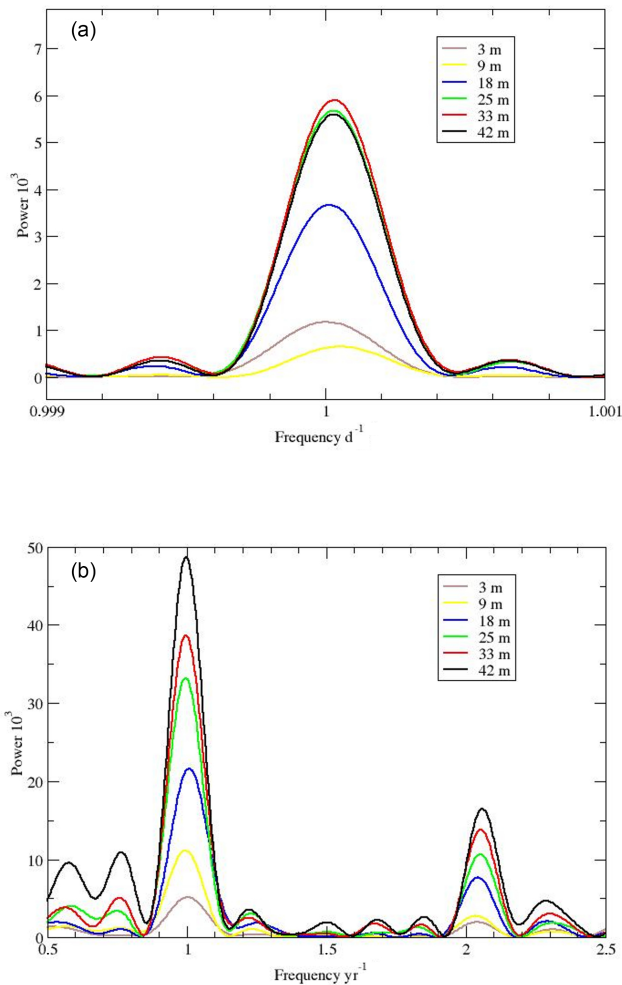 (a)
7
6
5
4
3
2
1
0
Power 10³
3 m
9 m
18 m
25 m
33 m
42 m
0.999
1
1.001
Frequency d⁻¹
(b)
50
40
30
20
10
0
Power 10³
3 m
9 m
18 m
25 m
33 m
42 m
0.5
1
1.5
2
2.5
Frequency yr⁻¹